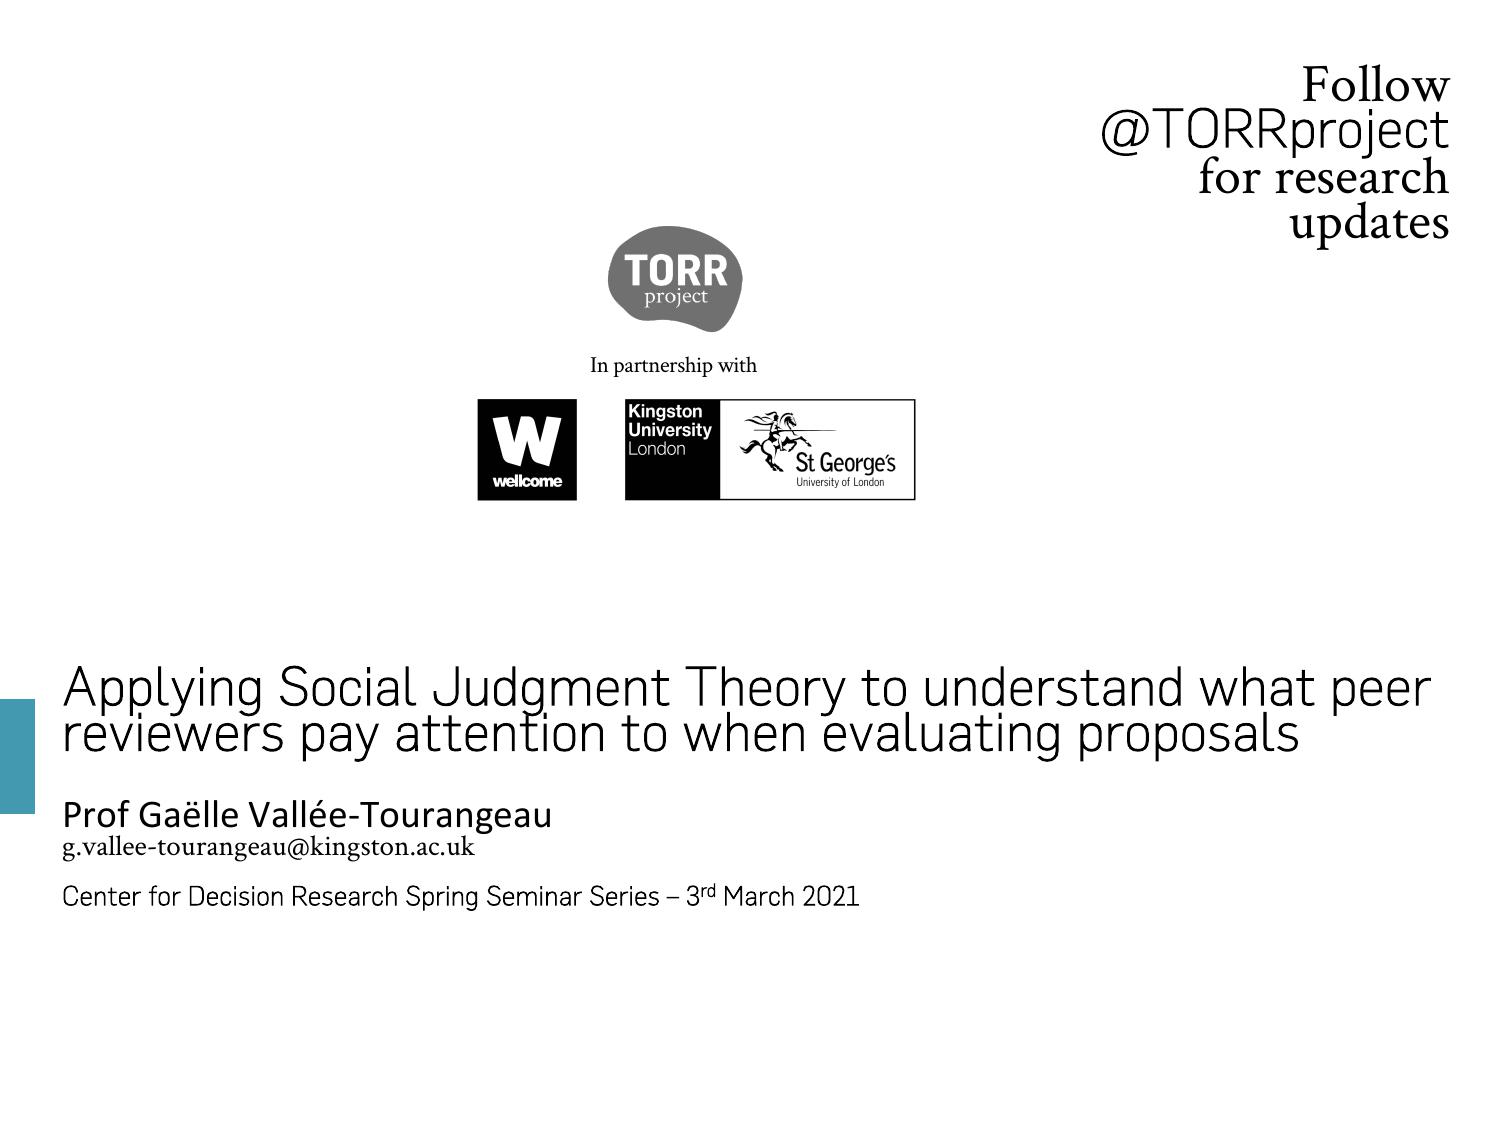 Follow
@TORRproject
for research
updates
TORR
project
In partnership with
W
wellcome
Kingston
University
London
St George's
University of London
Applying Social Judgment Theory to understand what peer
reviewers pay attention to when evaluating proposals
Prof Gaëlle Vallée-Tourangeau
g.vallee-tourangeau@kingston.ac.uk
Center for Decision Research Spring Seminar Series – 3rd March 2021